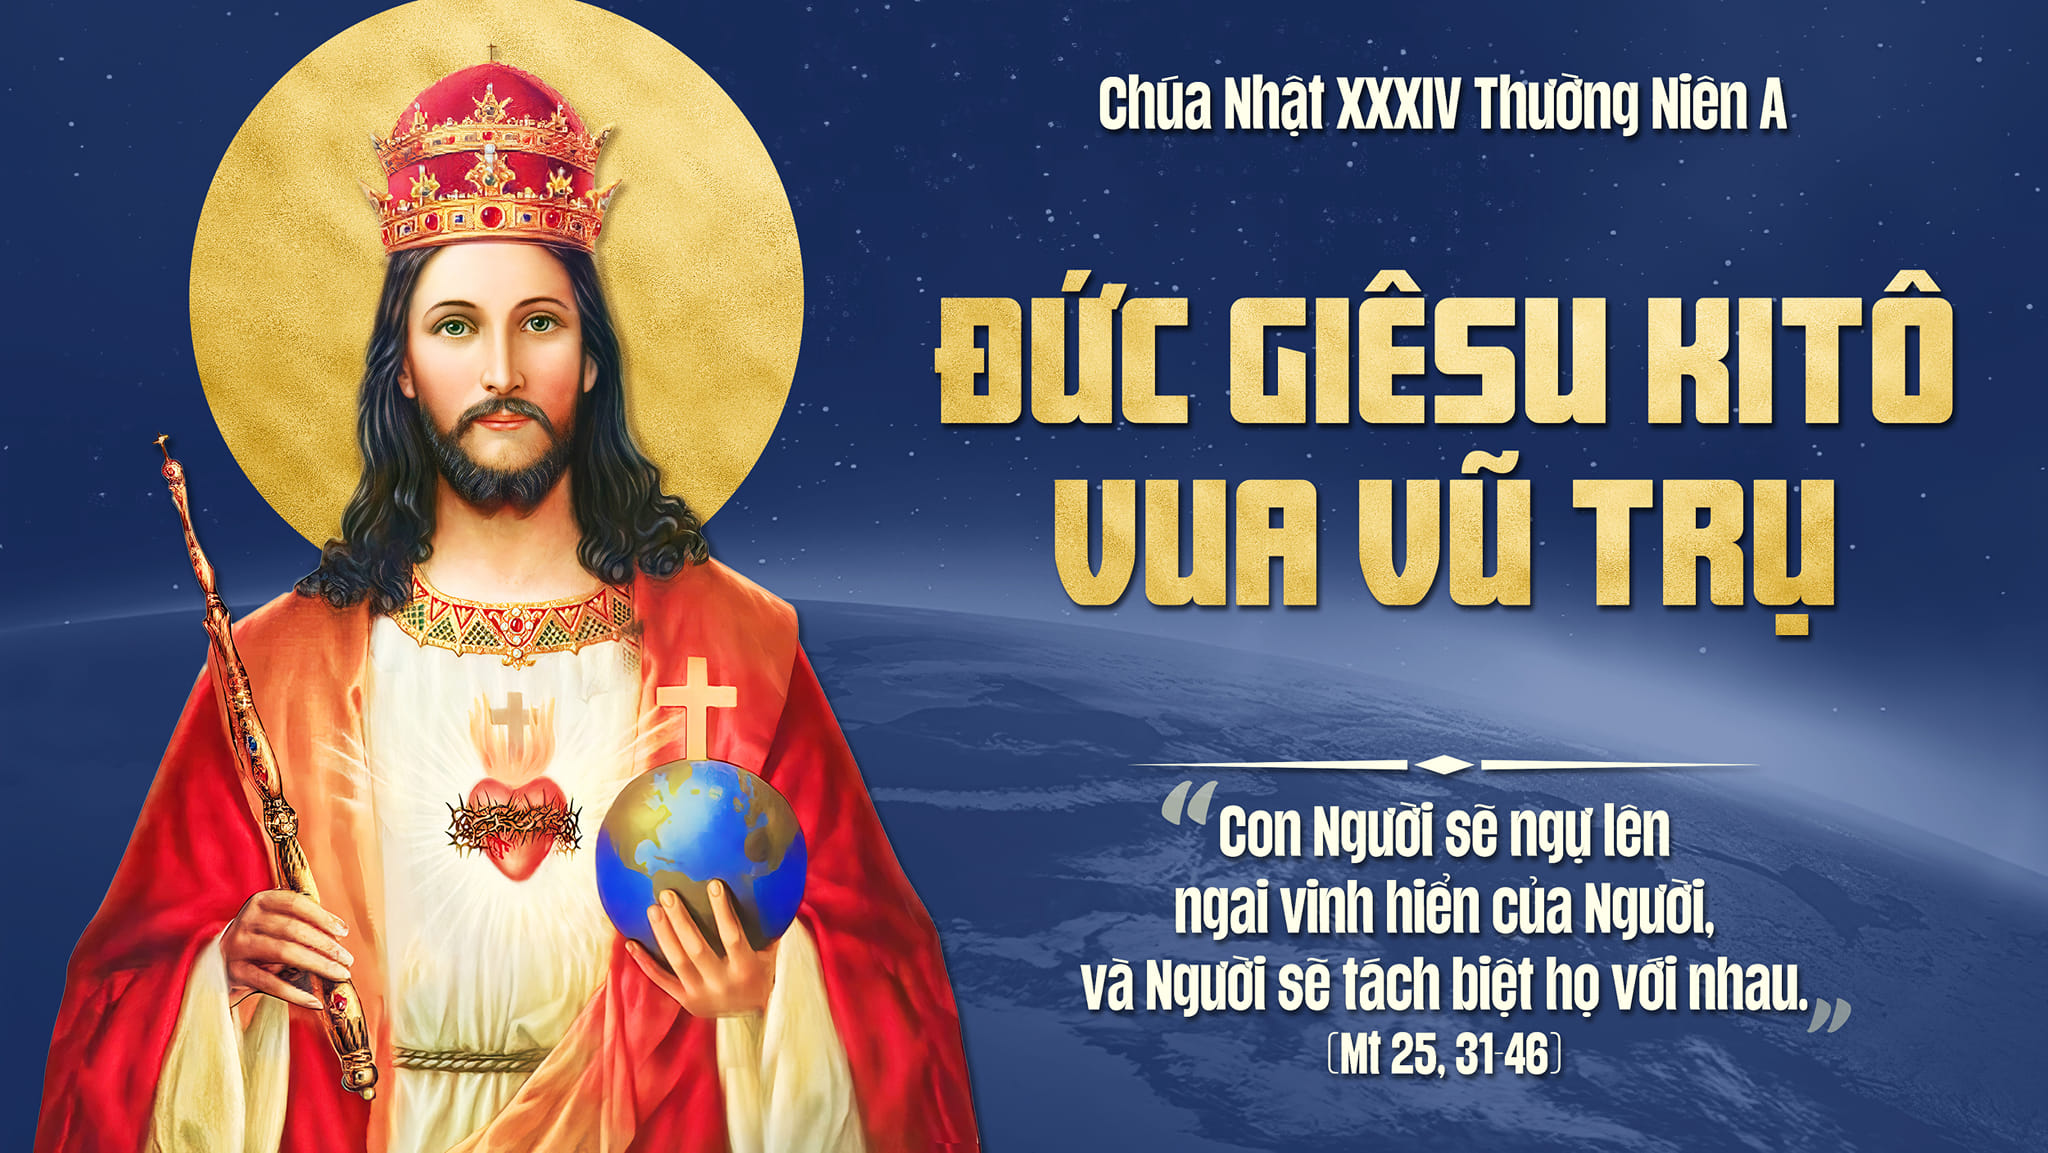 Chúa Nhật XXXIV Thường Niên A
ĐỨC GIÊSU KITÔ
VUA VŨ TRỤ
“Con Người sẽ ngự lên
ngai vinh hiển của Người,
và Người sẽ tách biệt họ với nhau.”
(Mt 25, 31-46)